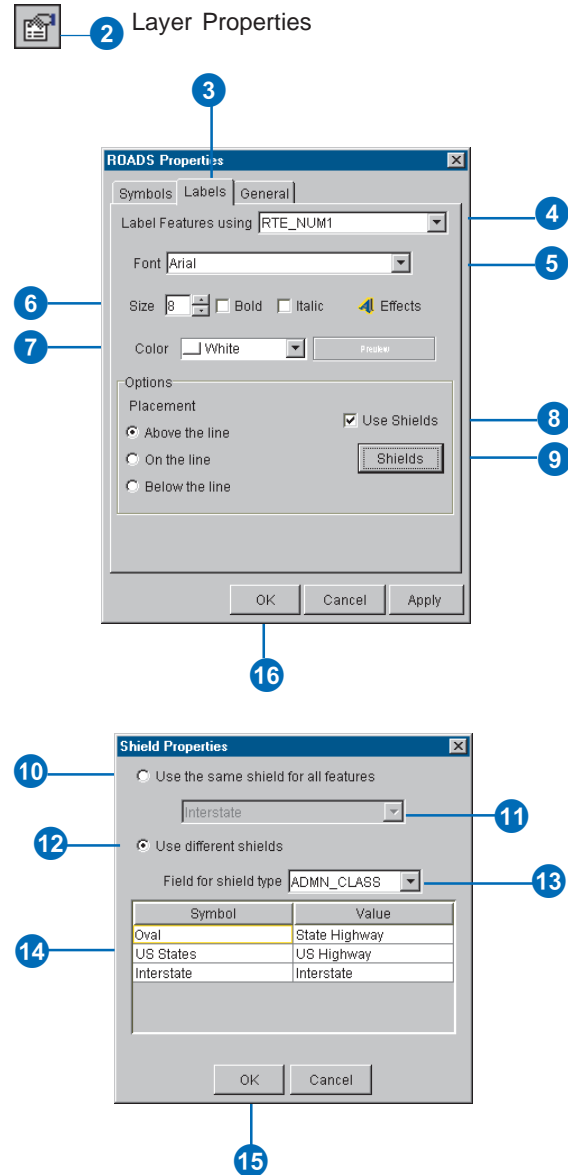 2 Layer Properties
3
ROADS Properties
Symbols Labels General
Label Features using RTE_NUM1 4
Font Arial 5
6 Size 8 Bold Italic Effects
7 Color White Preview
Options
Placement
Use Shields 8
Above the line
On the line Shields 9
Below the line
OK Cancel Apply
16
Shield Properties
10 Use the same shield for all features
Interstate 11
12 Use different shields
Field for shield type ADMN_CLASS 13
Symbol Value
Oval State Highway
14 US States US Highway
Interstate Interstate
OK Cancel
15